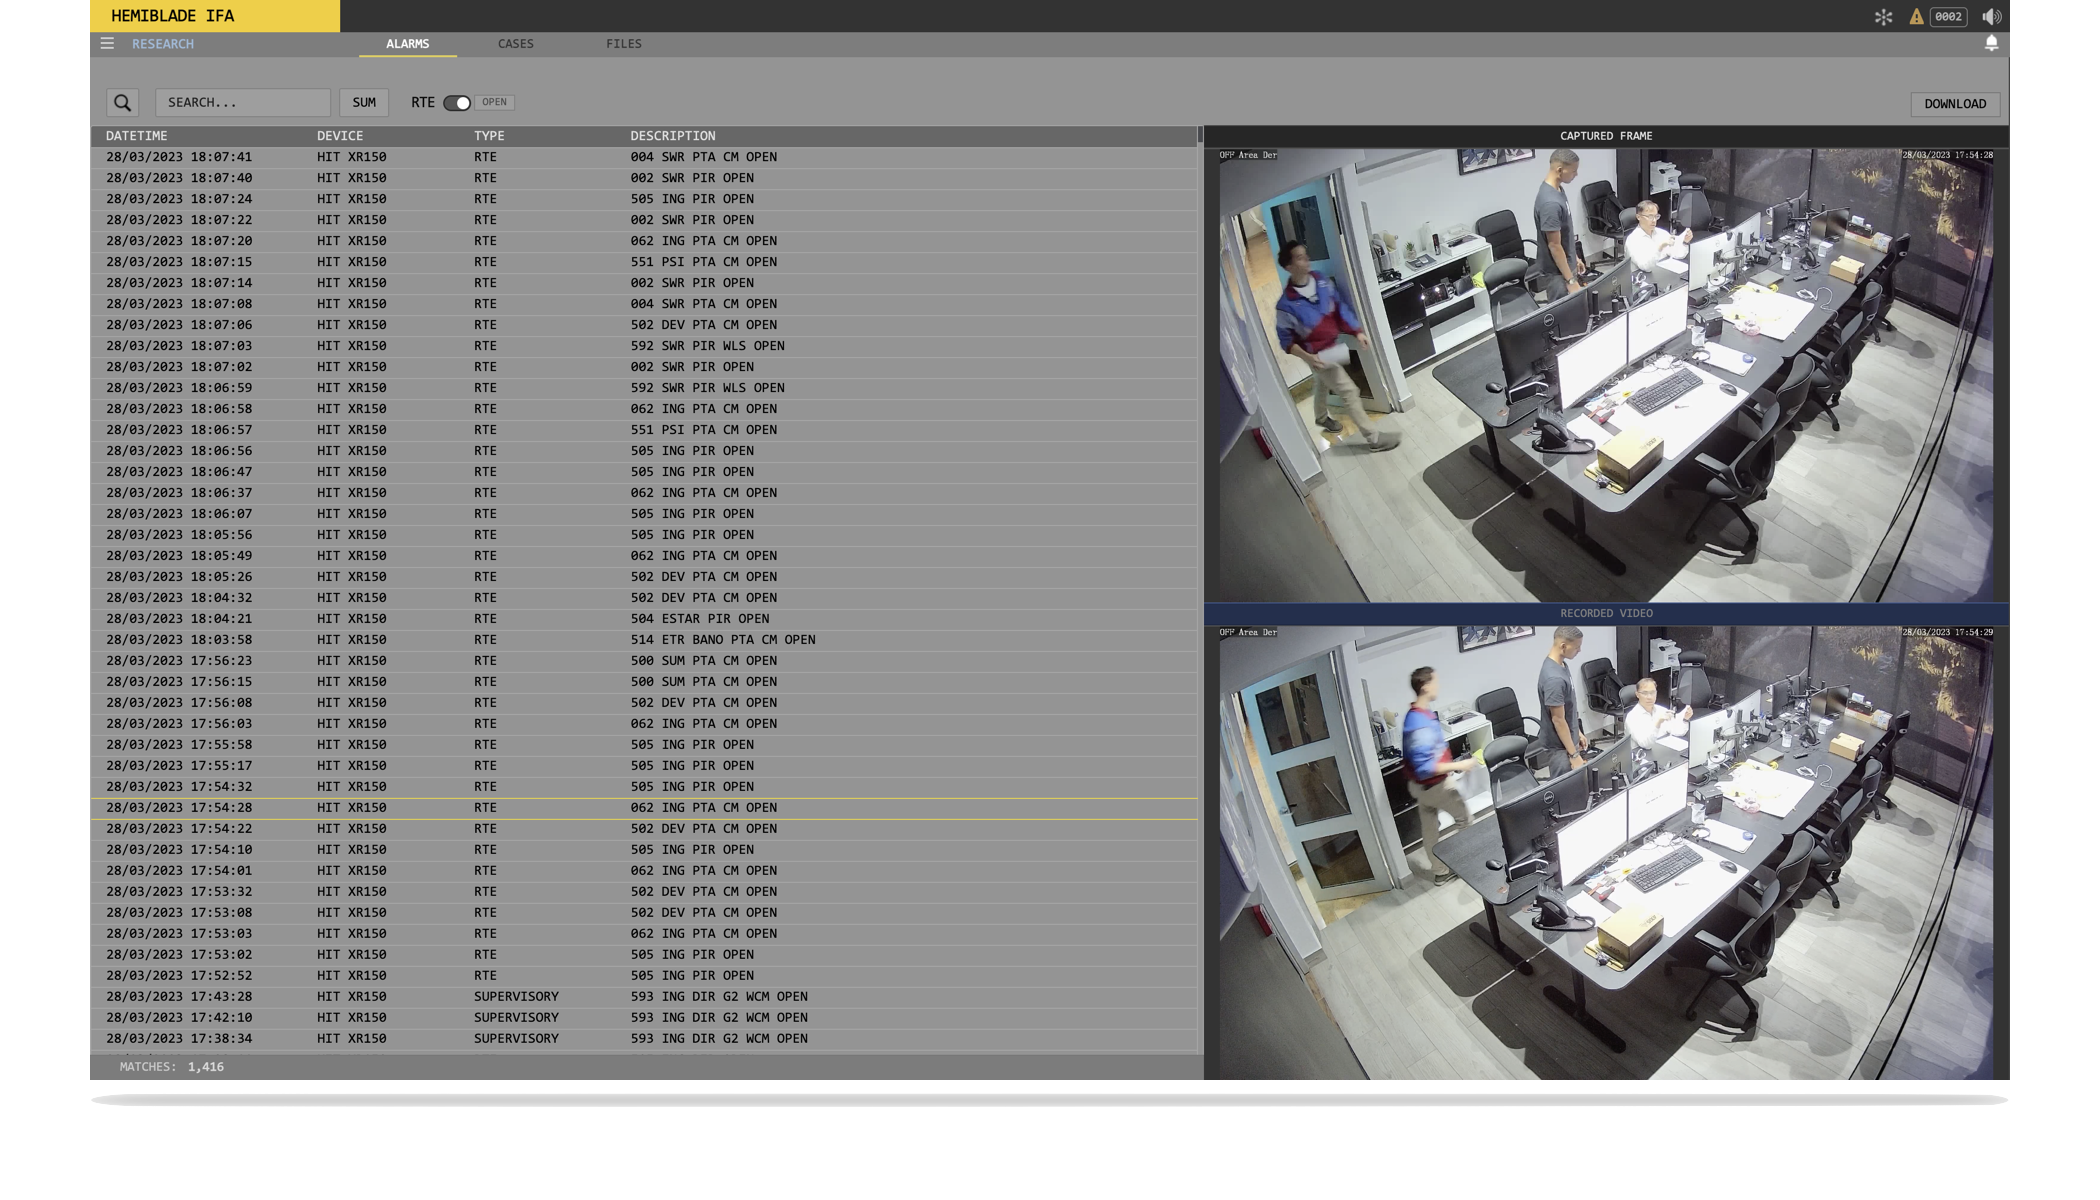 HEMIBLADE IFA
0002
RESEARCH ALARMS CASES FILES
SEARCH... SUM RTE OPEN DOWNLOAD
DATETIME DEVICE TYPE DESCRIPTION
28/03/2023 18:07:41 HIT XR150 RTE 004 SWR PTA CM OPEN
28/03/2023 18:07:40 HIT XR150 RTE 002 SWR PIR OPEN
28/03/2023 18:07:24 HIT XR150 RTE 505 ING PIR OPEN
28/03/2023 18:07:22 HIT XR150 RTE 002 SWR PIR OPEN
28/03/2023 18:07:20 HIT XR150 RTE 062 ING PTA CM OPEN
28/03/2023 18:07:15 HIT XR150 RTE 551 PSI PTA CM OPEN
28/03/2023 18:07:14 HIT XR150 RTE 002 SWR PIR OPEN
28/03/2023 18:07:08 HIT XR150 RTE 004 SWR PTA CM OPEN
28/03/2023 18:07:06 HIT XR150 RTE 502 DEV PTA CM OPEN
28/03/2023 18:07:03 HIT XR150 RTE 592 SWR PIR WLS OPEN
28/03/2023 18:07:02 HIT XR150 RTE 002 SWR PIR OPEN
28/03/2023 18:06:59 HIT XR150 RTE 592 SWR PIR WLS OPEN
28/03/2023 18:06:58 HIT XR150 RTE 062 ING PTA CM OPEN
28/03/2023 18:06:57 HIT XR150 RTE 551 PSI PTA CM OPEN
28/03/2023 18:06:56 HIT XR150 RTE 505 ING PIR OPEN
28/03/2023 18:06:47 HIT XR150 RTE 505 ING PIR OPEN
28/03/2023 18:06:37 HIT XR150 RTE 062 ING PTA CM OPEN
28/03/2023 18:06:07 HIT XR150 RTE 505 ING PIR OPEN
28/03/2023 18:05:56 HIT XR150 RTE 505 ING PIR OPEN
28/03/2023 18:05:49 HIT XR150 RTE 062 ING PTA CM OPEN
28/03/2023 18:05:26 HIT XR150 RTE 502 DEV PTA CM OPEN
28/03/2023 18:04:32 HIT XR150 RTE 502 DEV PTA CM OPEN
28/03/2023 18:04:21 HIT XR150 RTE 504 ESTAR PIR OPEN
28/03/2023 18:03:58 HIT XR150 RTE 514 ETR BANO PTA CM OPEN
28/03/2023 17:56:23 HIT XR150 RTE 500 SUM PTA CM OPEN
28/03/2023 17:56:15 HIT XR150 RTE 500 SUM PTA CM OPEN
28/03/2023 17:56:08 HIT XR150 RTE 502 DEV PTA CM OPEN
28/03/2023 17:56:03 HIT XR150 RTE 062 ING PTA CM OPEN
28/03/2023 17:55:58 HIT XR150 RTE 505 ING PIR OPEN
28/03/2023 17:55:17 HIT XR150 RTE 505 ING PIR OPEN
28/03/2023 17:54:32 HIT XR150 RTE 505 ING PIR OPEN
28/03/2023 17:54:28 HIT XR150 RTE 062 ING PTA CM OPEN
28/03/2023 17:54:22 HIT XR150 RTE 502 DEV PTA CM OPEN
28/03/2023 17:54:10 HIT XR150 RTE 505 ING PIR OPEN
28/03/2023 17:54:01 HIT XR150 RTE 062 ING PTA CM OPEN
28/03/2023 17:53:32 HIT XR150 RTE 502 DEV PTA CM OPEN
28/03/2023 17:53:08 HIT XR150 RTE 502 DEV PTA CM OPEN
28/03/2023 17:53:03 HIT XR150 RTE 062 ING PTA CM OPEN
28/03/2023 17:53:02 HIT XR150 RTE 505 ING PIR OPEN
28/03/2023 17:52:52 HIT XR150 RTE 505 ING PIR OPEN
28/03/2023 17:43:28 HIT XR150 SUPERVISORY 593 ING DIR G2 WCM OPEN
28/03/2023 17:42:10 HIT XR150 SUPERVISORY 593 ING DIR G2 WCM OPEN
28/03/2023 17:38:34 HIT XR150 SUPERVISORY 593 ING DIR G2 WCM OPEN
MATCHES: 1,416
CAPTURED FRAME
OFF Area Der 28/03/2023 17:54:28
RECORDED VIDEO
OFF Area Der 28/03/2023 17:54:29